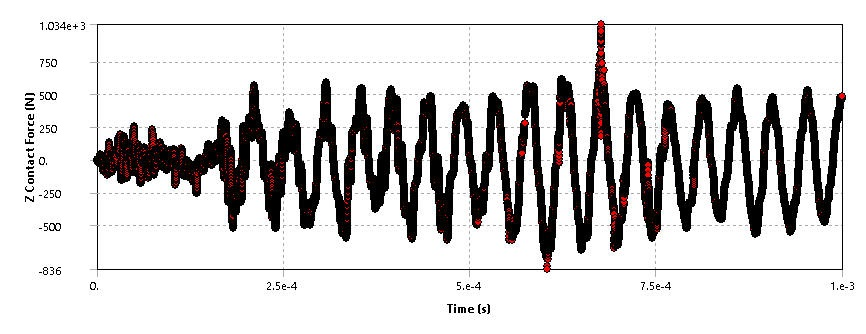 1.034e+3
750
500
250
0.
-250
-500
-836
Z Contact Force (N)
0.
2.5e-4
5.e-4
7.5e-4
1.e-3
Time (s)